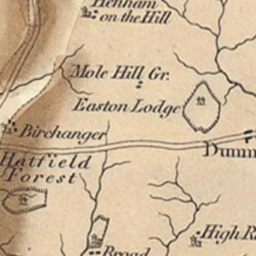 Henham
on the Hill
Mole Hill Gr.
Easton Lodge
Birchanger
Dunm
Hatfield
Forest
High R
Broad